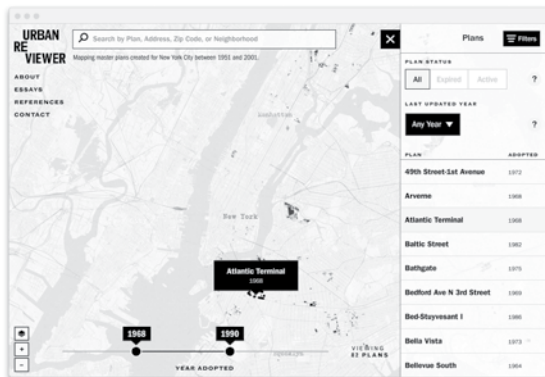 URBAN
RE
VIEWER
ABOUT
ESSAYS
REFERENCES
CONTACT
Search by Plan, Address, Zip Code, or Neighborhood
Mapping master plans created for New York City between 1951 and 2001.
Manhattan
New York
Atlantic Terminal
1968
Brooklyn
1968
1990
YEAR ADOPTED
VIEWING
PLANS
Plans
Filters
PLAN STATUS
All
Expired
Active
?
LAST UPDATED YEAR
Any Year
?
PLAN
ADOPTED
49th Street-1st Avenue
1972
Arverne
1968
Atlantic Terminal
1968
Baltic Street
1982
Bathgate
1975
Bedford Ave N 3rd Street
1969
Bed-Stuyvesant I
1986
Bella Vista
1973
Bellevue South
1964